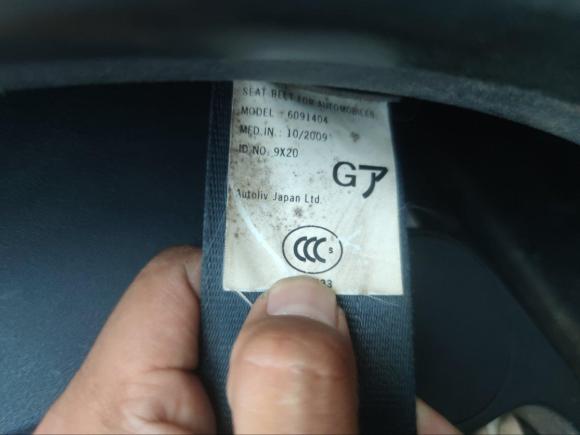 SEAT BELT FOR AUTOMOBILES
MODEL : 6091404
MFD.IN.: 10/2009
ID NO. 9X20
Gア
Autoliv Japan Ltd.
CCC S